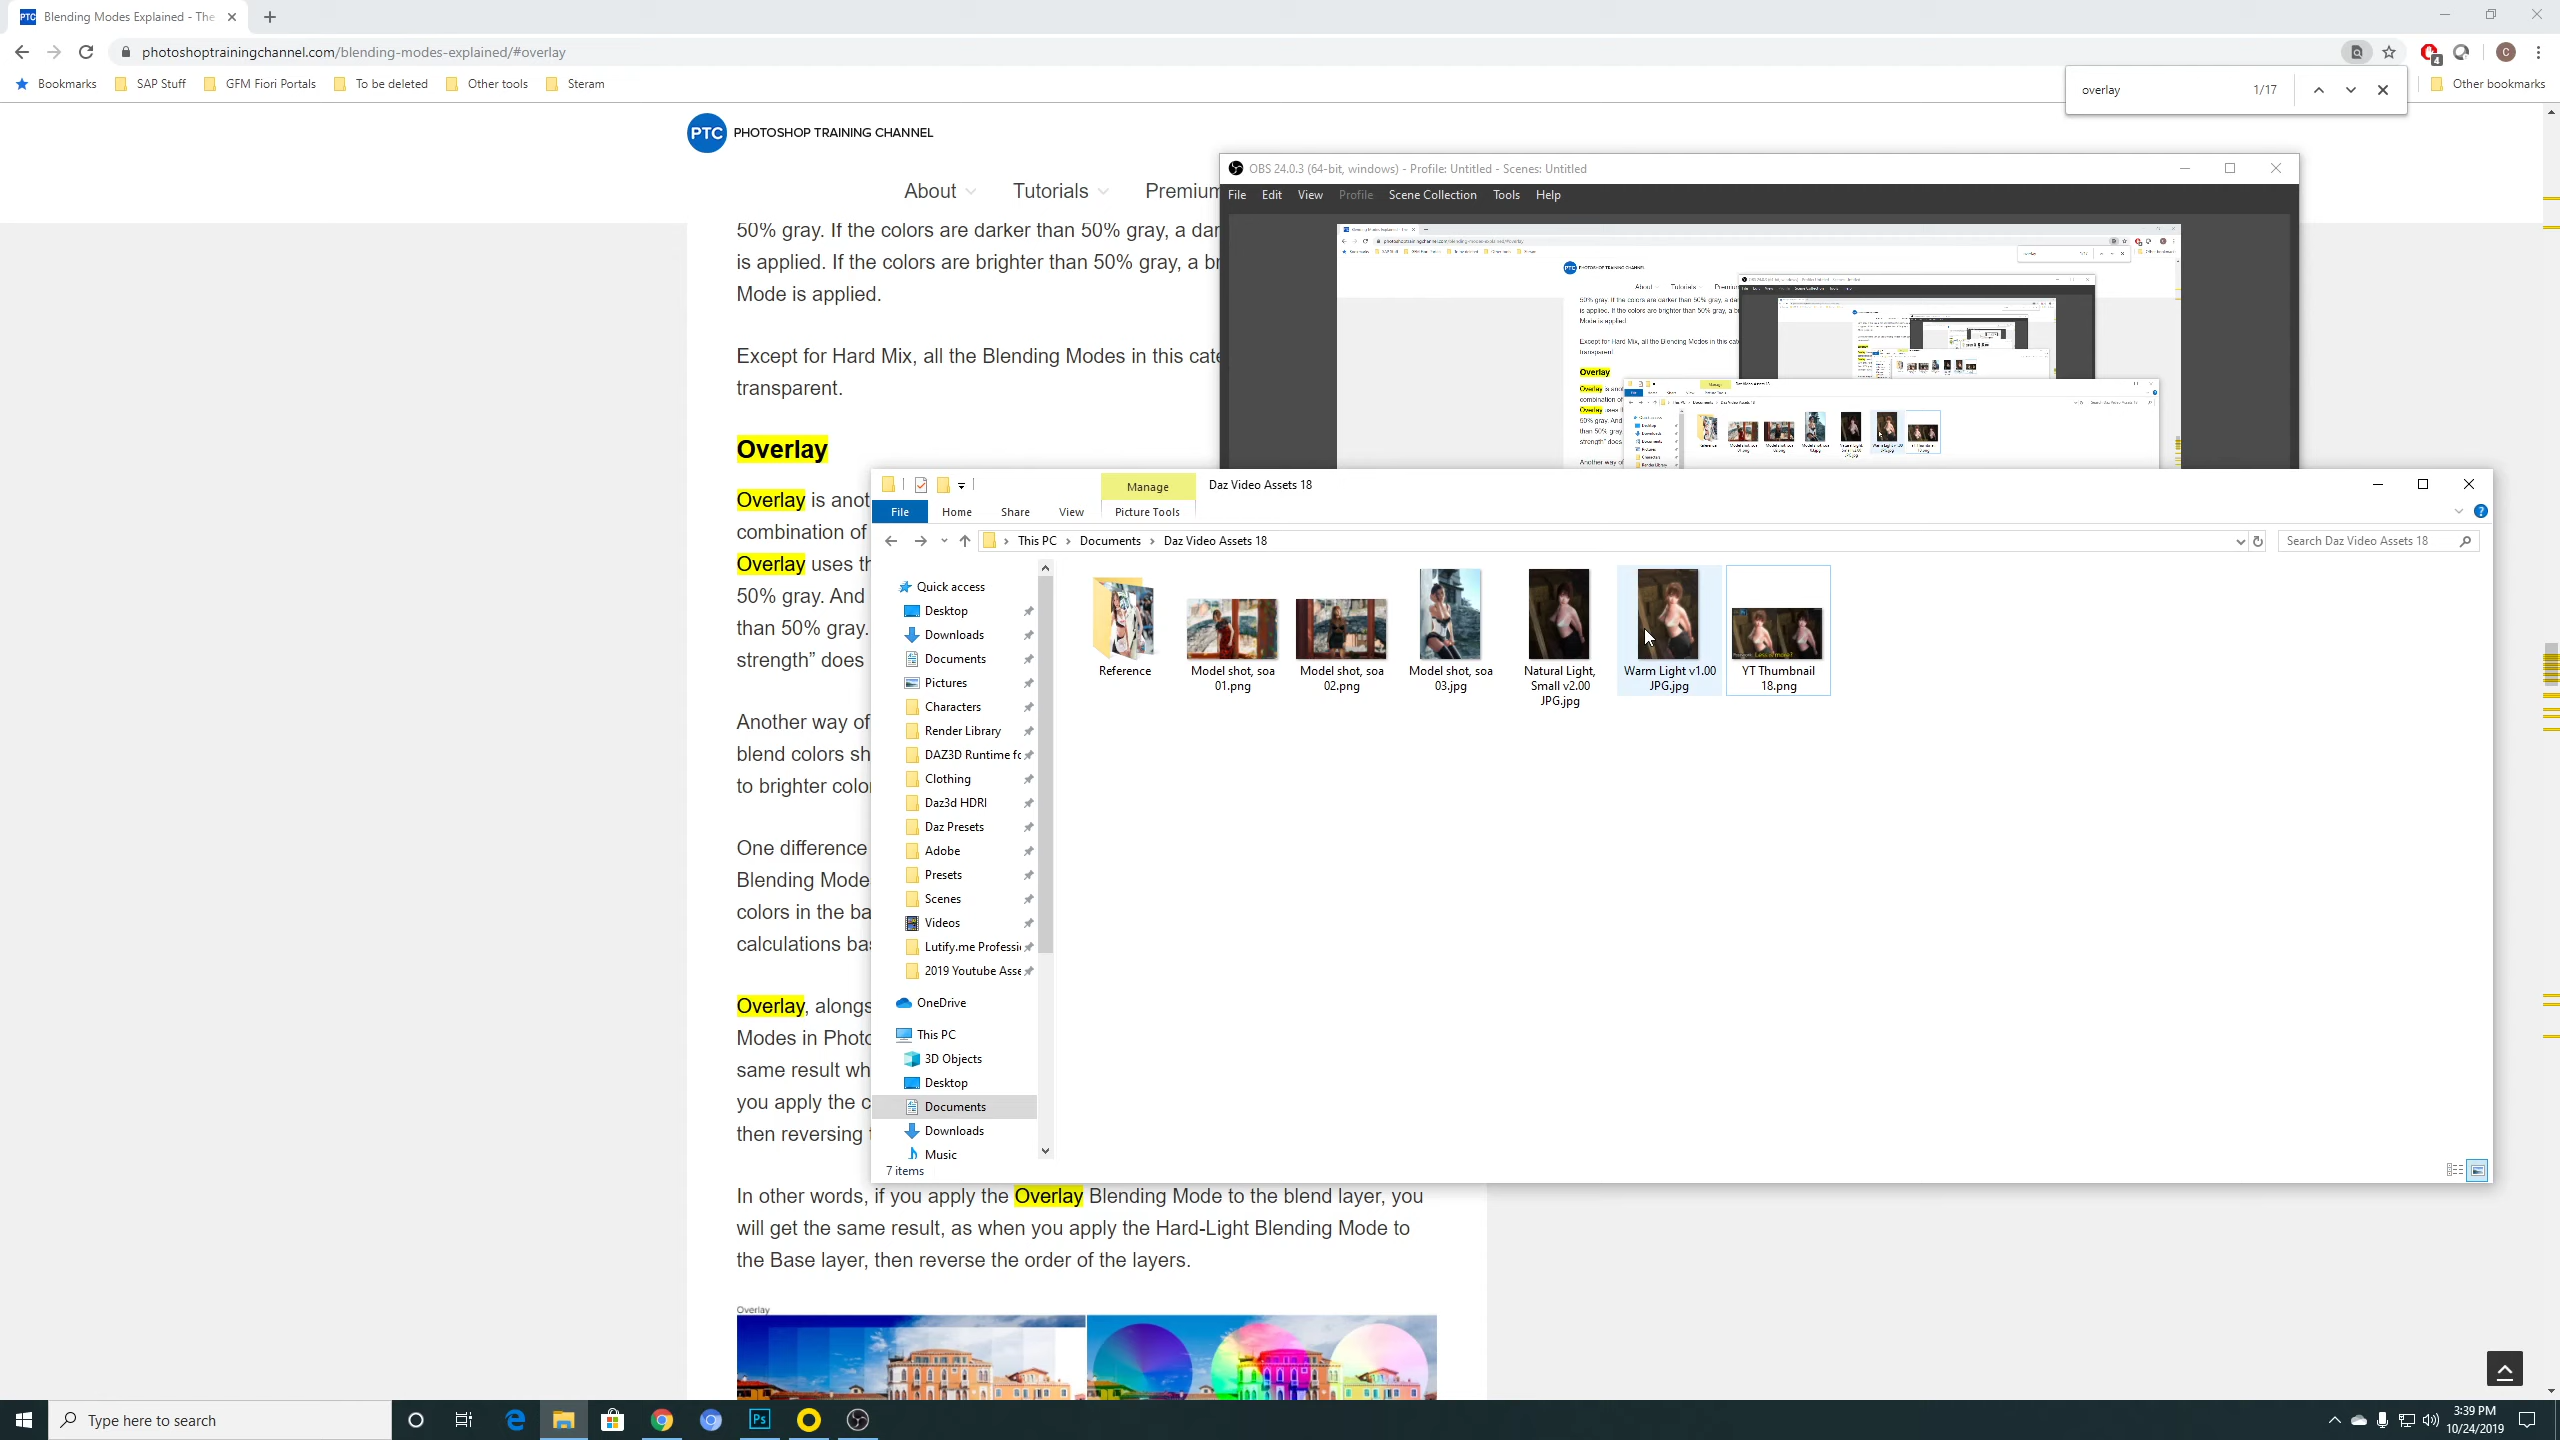 Blending Modes Explained - The
photoshoptrainingchannel.com/blending-modes-explained/#overlay
4
C
Bookmarks
SAP Stuff
GFM Fiori Portals
To be deleted
Other tools
Steram
Other bookmarks
overlay
1/17
PTC PHOTOSHOP TRAINING CHANNEL
About
Tutorials
Premium
50% gray. If the colors are darker than 50% gray, a dar
is applied. If the colors are brighter than 50% gray, a br
Mode is applied.
Except for Hard Mix, all the Blending Modes in this cate
transparent.
Overlay
Overlay is anot
combination of
Overlay uses th
50% gray. And
than 50% gray.
strength” does
Another way of
blend colors sh
to brighter color
One difference
Blending Mode
colors in the ba
calculations bas
Overlay, alongs
Modes in Photo
same result wh
you apply the c
then reversing t
In other words, if you apply the Overlay Blending Mode to the blend layer, you
will get the same result, as when you apply the Hard-Light Blending Mode to
the Base layer, then reverse the order of the layers.
Overlay
OBS 24.0.3 (64-bit, windows) - Profile: Untitled - Scenes: Untitled
File
Edit
View
Profile
Scene Collection
Tools
Help
Manage
Daz Video Assets 18
File
Home
Share
View
Picture Tools
This PC
Documents
Daz Video Assets 18
Search Daz Video Assets 18
Quick access
Desktop
Downloads
Documents
Pictures
Characters
Render Library
DAZ3D Runtime fo
Clothing
Daz3d HDRI
Daz Presets
Adobe
Presets
Scenes
Videos
Lutify.me Professi
2019 Youtube Asse
OneDrive
This PC
3D Objects
Desktop
Documents
Downloads
Music
7 items
Reference
Model shot, soa
01.png
Model shot, soa
02.png
Model shot, soa
03.jpg
Natural Light,
Small v2.00
JPG.jpg
Warm Light v1.00
JPG.jpg
YT Thumbnail
18.png
Type here to search
Ps
3:39 PM
10/24/2019